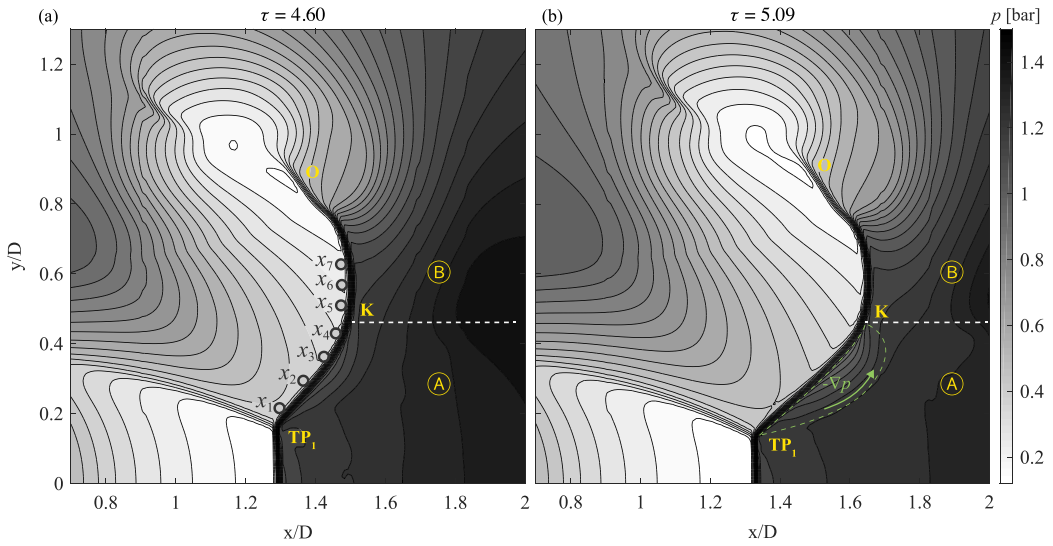 (a) τ = 4.60
(b) τ = 5.09
p [bar]
1.2
1
0.8
0.6
0.4
0.2
0
y/D
O
x7
x6
x5
x4
x3
x2
x1
K
B
A
TP1
0.8 1 1.2 1.4 1.6 1.8 2
x/D
O
B
K
A
-∇p
TP1
0.8 1 1.2 1.4 1.6 1.8 2
x/D
1.4
1.2
1
0.8
0.6
0.4
0.2